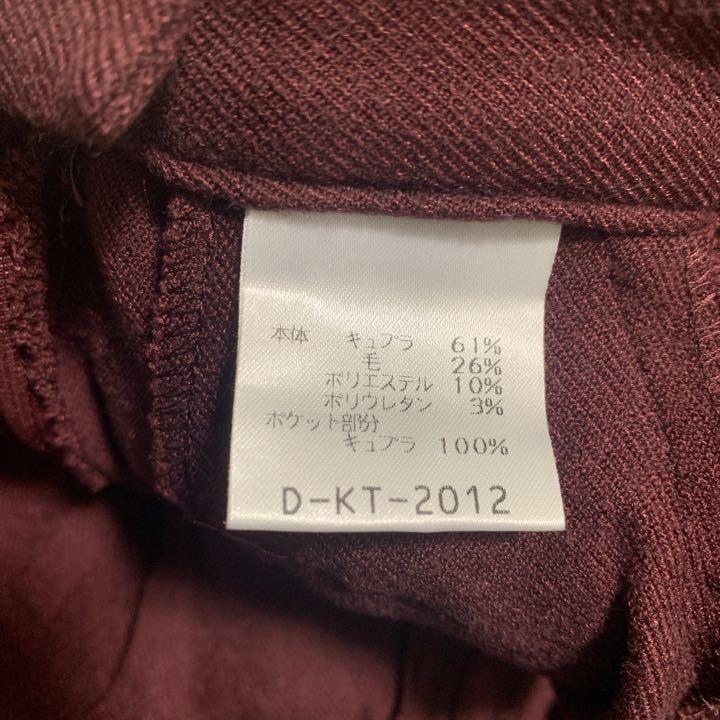 本体 キュプラ 61%
毛 26%
ポリエステル 10%
ポリウレタン 3%
ポケット部分
キュプラ 100%
D-KT-2012